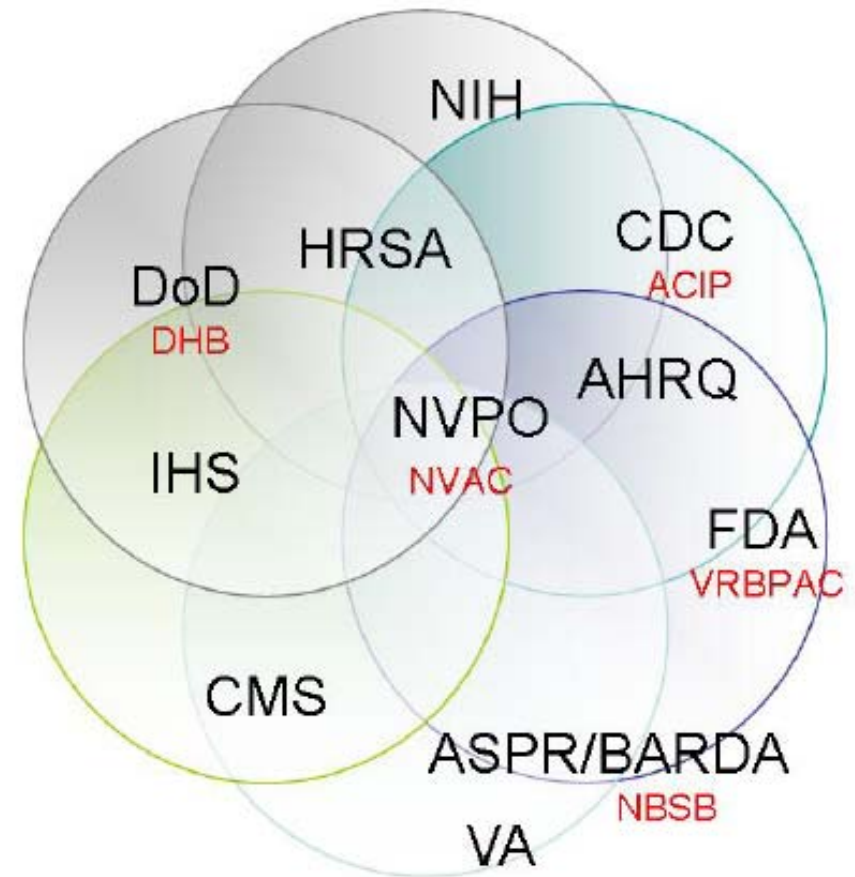 NIH
CDC
ACIP
HRSA
DoD
DHB
AHRQ
NVPO
NVAC
IHS
FDA
VRBPAC
CMS
ASPR/BARDA
NBSB
VA